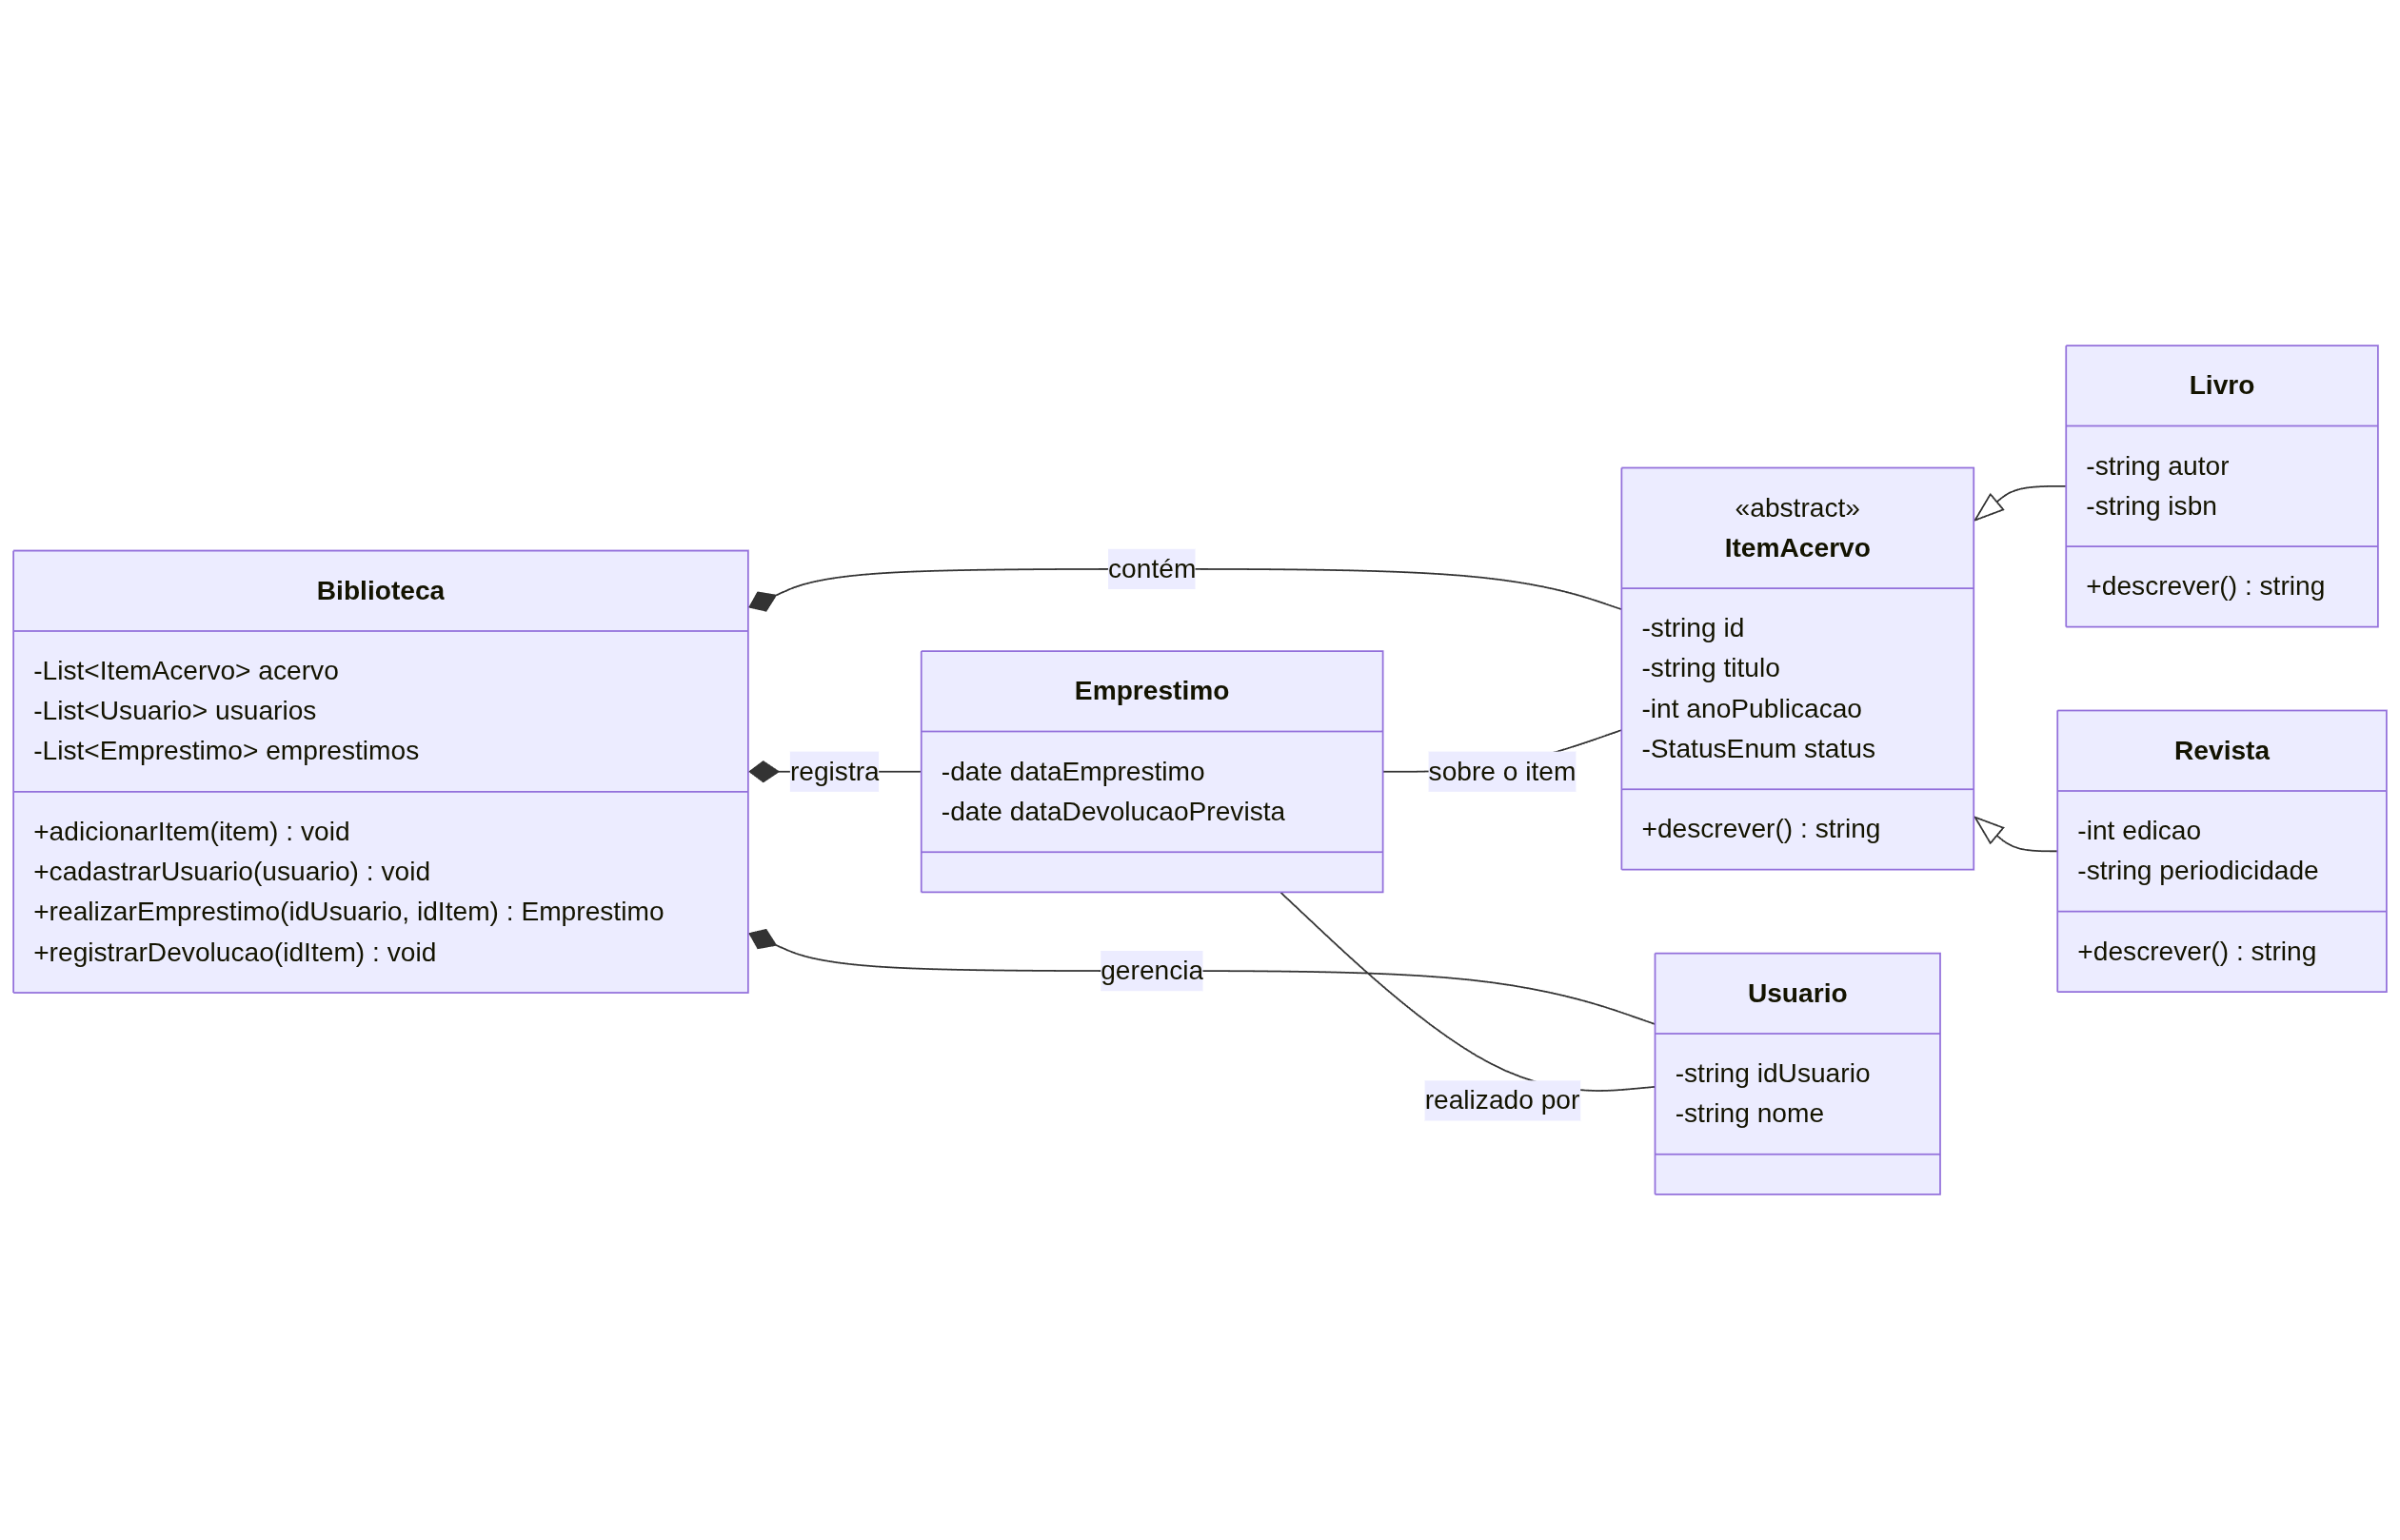 Biblioteca
-List<ItemAcervo> acervo
-List<Usuario> usuarios
-List<Emprestimo> emprestimos
+adicionarItem(item) : void
+cadastrarUsuario(usuario) : void
+realizarEmprestimo(idUsuario, idItem) : Emprestimo
+registrarDevolucao(idItem) : void
contém
registra
gerencia
Emprestimo
-date dataEmprestimo
-date dataDevolucaoPrevista
sobre o item
realizado por
«abstract»
ItemAcervo
-string id
-string titulo
-int anoPublicacao
-StatusEnum status
+descrever() : string
Usuario
-string idUsuario
-string nome
Livro
-string autor
-string isbn
+descrever() : string
Revista
-int edicao
-string periodicidade
+descrever() : string